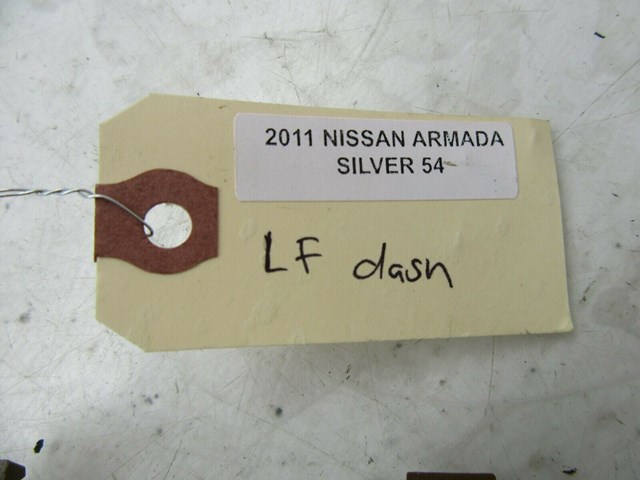 2011 NISSAN ARMADA
SILVER 54
LF dash